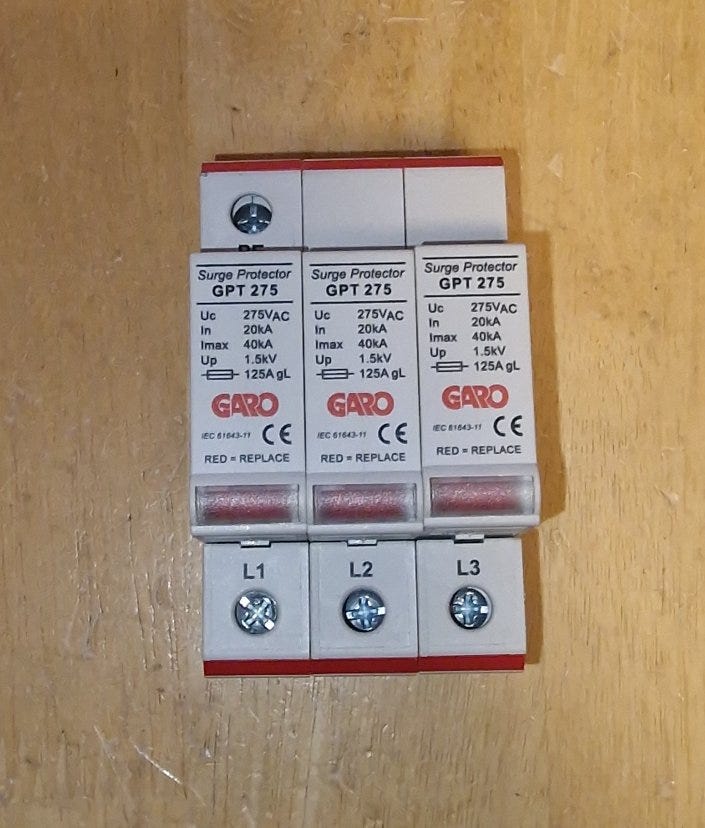 PE
Surge Protector
GPT 275
Uc 275VAC
In 20kA
Imax 40kA
Up 1.5kV
125A gL
GARO
IEC 61643-11 CE
RED = REPLACE
Surge Protector
GPT 275
Uc 275VAC
In 20kA
Imax 40kA
Up 1.5kV
125A gL
GARO
IEC 61643-11 CE
RED = REPLACE
Surge Protector
GPT 275
Uc 275VAC
In 20kA
Imax 40kA
Up 1.5kV
125A gL
GARO
IEC 61643-11 CE
RED = REPLACE
L1
L2
L3